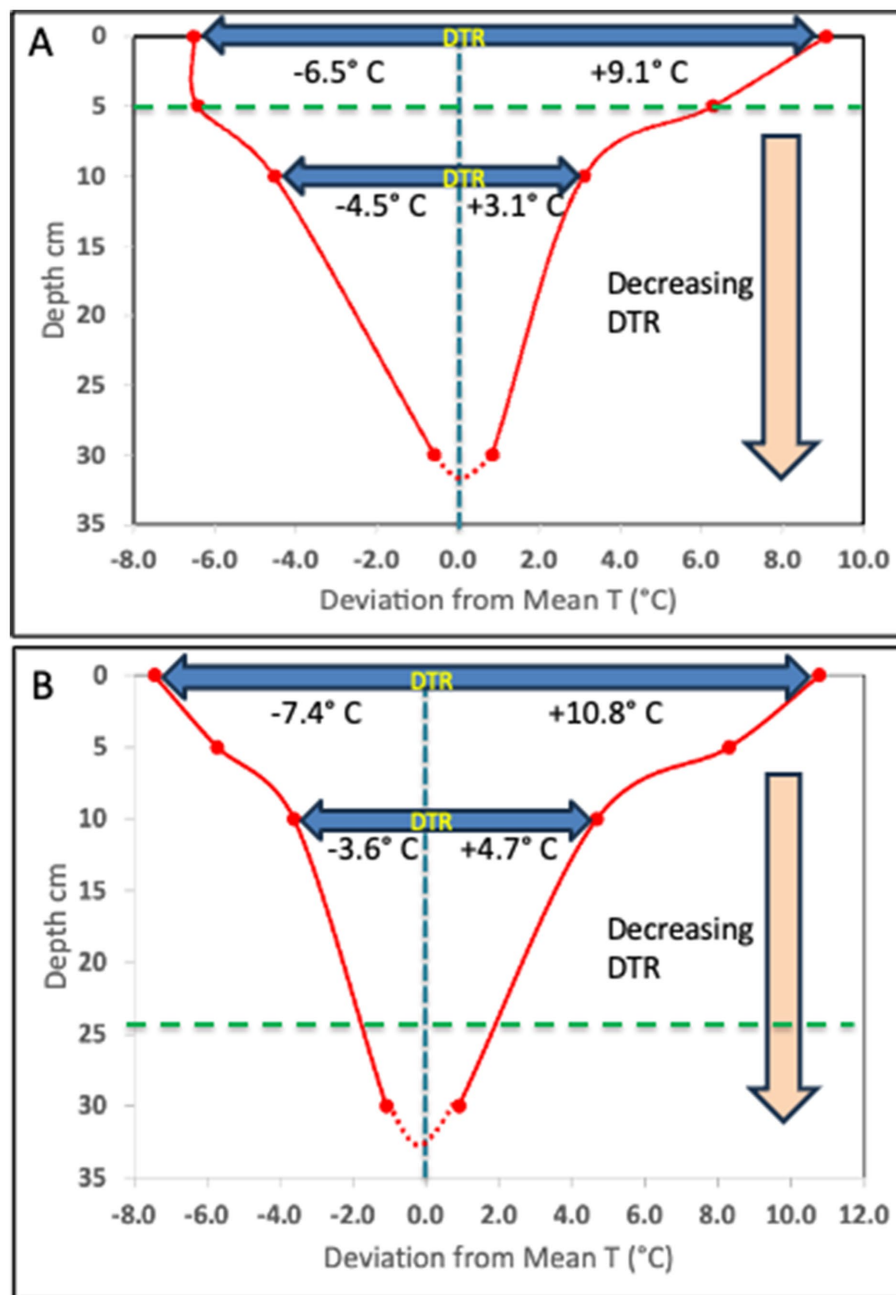 A
0
DTR
-6.5° C
+9.1° C
5
10
DTR
-4.5° C
+3.1° C
15
20
25
30
35
Depth cm
Decreasing
DTR
-8.0 -6.0 -4.0 -2.0 0.0 2.0 4.0 6.0 8.0 10.0
Deviation from Mean T (°C)
B
0
DTR
-7.4° C
+10.8° C
5
10
DTR
-3.6° C
+4.7° C
15
20
25
30
35
Depth cm
Decreasing
DTR
-8.0 -6.0 -4.0 -2.0 0.0 2.0 4.0 6.0 8.0 10.0 12.0
Deviation from Mean T (°C)